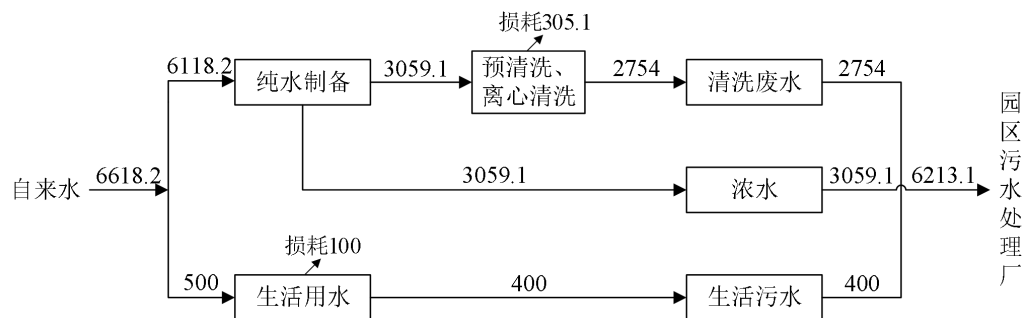 损耗305.1
6118.2
纯水制备
3059.1
预清洗、
离心清洗
2754
清洗废水
2754
自来水
6618.2
3059.1
浓水
3059.1
6213.1
园区污水处理厂
损耗100
500
生活用水
400
生活污水
400